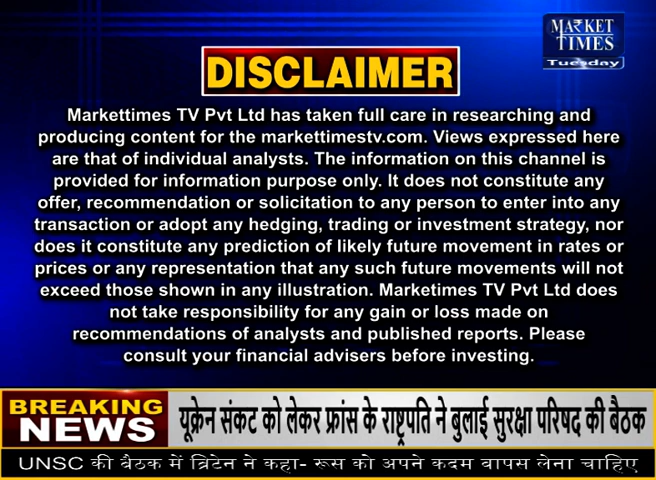 MARKET
TIMES
Tuesday
DISCLAIMER
Markettimes TV Pvt Ltd has taken full care in researching and
producing content for the markettimestv.com. Views expressed here
are that of individual analysts. The information on this channel is
provided for information purpose only. It does not constitute any
offer, recommendation or solicitation to any person to enter into any
transaction or adopt any hedging, trading or investment strategy, nor
does it constitute any prediction of likely future movement in rates or
prices or any representation that any such future movements will not
exceed those shown in any illustration. Marketimes TV Pvt Ltd does
not take responsibility for any gain or loss made on
recommendations of analysts and published reports. Please
consult your financial advisers before investing.
BREAKING
NEWS
यूक्रेन संकट को लेकर फ्रांस के राष्ट्रपति ने बुलाई सुरक्षा परिषद की बैठक
UNSC की बैठक में ब्रिटेन ने कहा- रूस को अपने कदम वापस लेना चाहिए